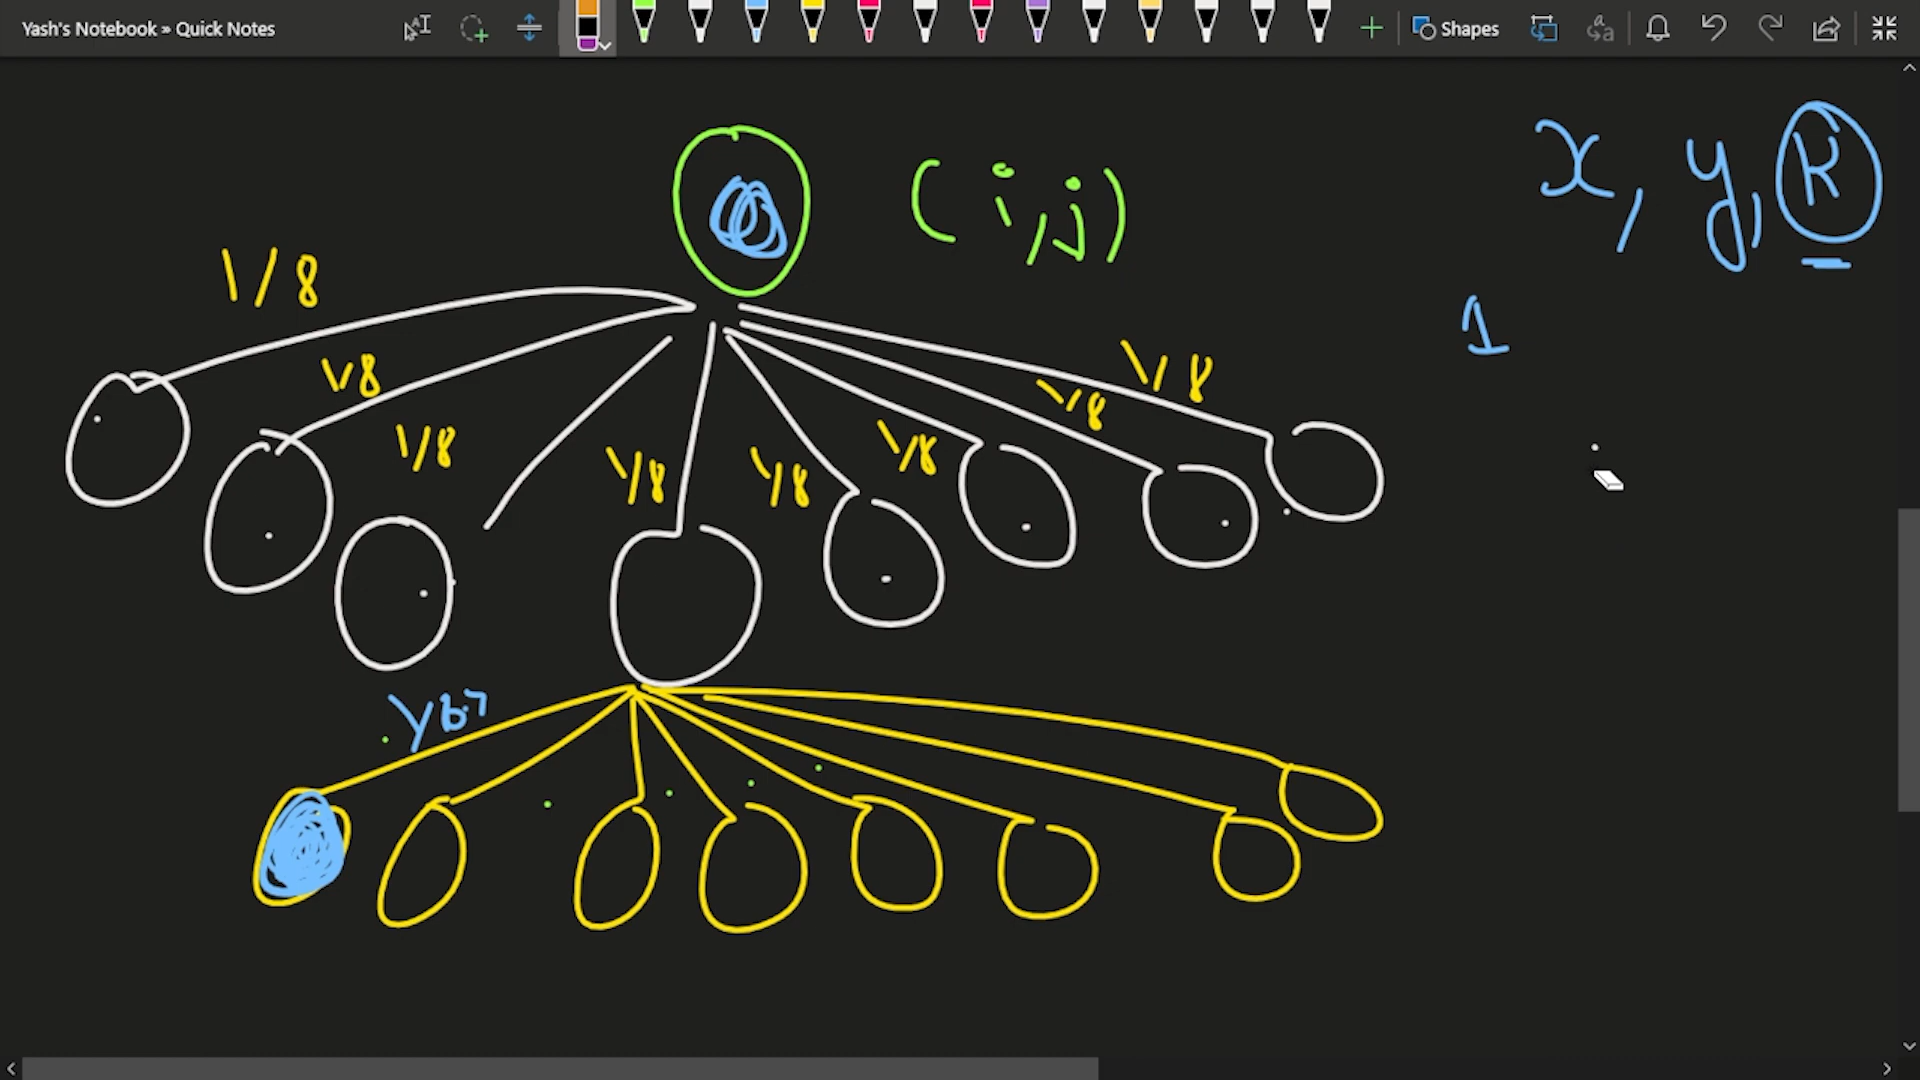 Yash's Notebook » Quick Notes
Shapes
(i,j)
x, y, K
1/8
1
1/8
1/8
1/8
1/8
1/8
1/8
1/8